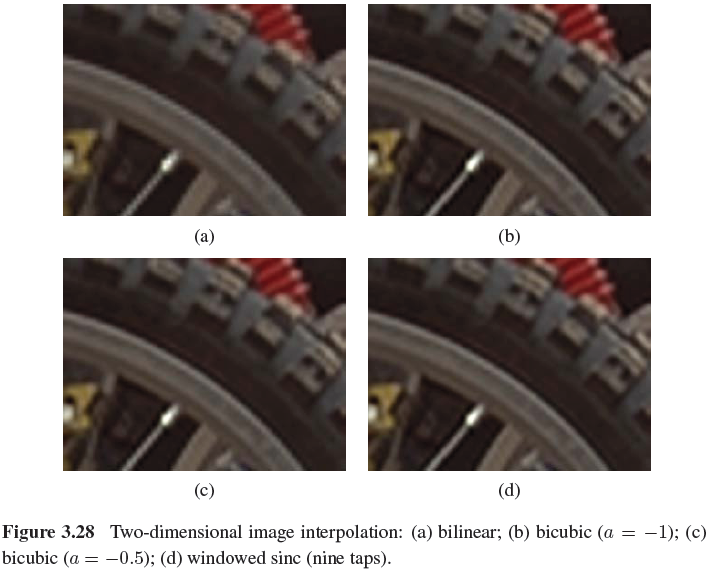 (a)
(b)
(c)
(d)
Figure 3.28 Two-dimensional image interpolation: (a) bilinear; (b) bicubic (a = −1); (c)
bicubic (a = −0.5); (d) windowed sinc (nine taps).